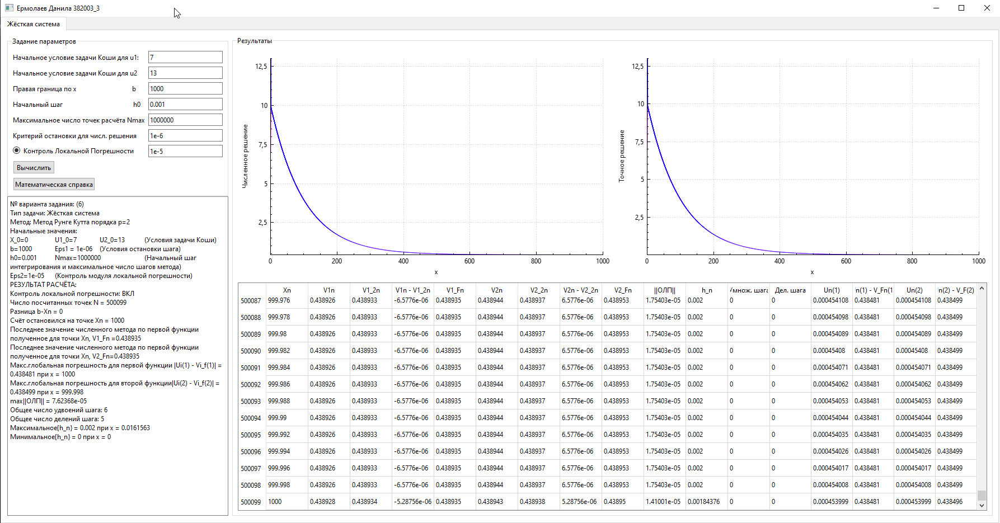 Ермолаев Данила 382003_3
Жёсткая система
Задание параметров
Начальное условие задачи Коши для u1: 7
Начальное условие задачи Коши для u2 13
Правая граница по x b 1000
Начальный шаг h0 0.001
Максимальное число точек расчёта Nmax 1000000
Критерий остановки для числ. решения 1e-6
Контроль Локальной Погрешности 1e-5
Вычислить
Математическая справка
№ варианта задания: (6)
Тип задачи: Жёсткая система
Метод: Метод Рунге Кутта порядка p=2
Начальные значения:
X_0=0 U1_0=7 U2_0=13 (Условия задачи Коши)
b=1000 Eps1 = 1e-06 (Условия остановки шага)
h0=0.001 Nmax=1000000 (Начальный шаг
интегрирования и максимальное число шагов метода)
Eps2=1e-05 (Контроль модуля локальной погрешности)
РЕЗУЛЬТАТ РАСЧЁТА:
Контроль локальной погрешности: ВКЛ
Число посчитанных точек N = 500099
Разница b-Xn = 0
Счёт остановился на точке Xn = 1000
Последнее значение численного метода по первой функции
полученное для точки Xn, V1_Fn =0.438935
Последнее значение численного метода по первой функции
полученное для точки Xn, V2_Fn=0.438935
Макс.глобальная погрешность для первой функции |Ui(1) - Vi_f(1)| =
0.438481 при x = 1000
Макс.глобальная погрешность для второй функции|Ui(2) - Vi_f(2)| =
0.438499 при x = 999.998
max||ОЛП|| = 7.62368e-05
Общее число удвоений шага: 6
Общее число делений шага: 5
Максимальное{h_n} = 0.002 при x = 0.0161563
Минимальное{h_n} = 0 при x = 0
Результаты
Численное решение
12,5
10
7,5
5
2,5
0 200 400 600 800 1000
x
Точное решение
12,5
10
7,5
5
2,5
0 200 400 600 800 1000
x
Xn V1n V1_2n V1n - V1_2n V1_Fn V2n V2_2n V2n - V2_2n V2_Fn ||ОЛП|| h_n множ. шага Дел. шага Un(1) n(1) - V_Fn(1 Un(2) n(2) - V_F(2)
500087 999.976 0.438926 0.438933 -6.5776e-06 0.438935 0.438944 0.438937 6.5776e-06 0.438953 1.75403e-05 0.002 0 0 0.000454108 0.438481 0.000454108 0.438499
500088 999.978 0.438926 0.438933 -6.5776e-06 0.438935 0.438944 0.438937 6.5776e-06 0.438953 1.75403e-05 0.002 0 0 0.000454098 0.438481 0.000454098 0.438499
500089 999.98 0.438926 0.438933 -6.5776e-06 0.438935 0.438944 0.438937 6.5776e-06 0.438953 1.75403e-05 0.002 0 0 0.000454089 0.438481 0.000454089 0.438499
500090 999.982 0.438926 0.438933 -6.5776e-06 0.438935 0.438944 0.438937 6.5776e-06 0.438953 1.75403e-05 0.002 0 0 0.00045408 0.438481 0.00045408 0.438499
500091 999.984 0.438926 0.438933 -6.5776e-06 0.438935 0.438944 0.438937 6.5776e-06 0.438953 1.75403e-05 0.002 0 0 0.000454071 0.438481 0.000454071 0.438499
500092 999.986 0.438926 0.438933 -6.5776e-06 0.438935 0.438944 0.438937 6.5776e-06 0.438953 1.75403e-05 0.002 0 0 0.000454062 0.438481 0.000454062 0.438499
500093 999.988 0.438926 0.438933 -6.5776e-06 0.438935 0.438944 0.438937 6.5776e-06 0.438953 1.75403e-05 0.002 0 0 0.000454053 0.438481 0.000454053 0.438499
500094 999.99 0.438926 0.438933 -6.5776e-06 0.438935 0.438944 0.438937 6.5776e-06 0.438953 1.75403e-05 0.002 0 0 0.000454044 0.438481 0.000454044 0.438499
500095 999.992 0.438926 0.438933 -6.5776e-06 0.438935 0.438944 0.438937 6.5776e-06 0.438953 1.75403e-05 0.002 0 0 0.000454035 0.438481 0.000454035 0.438499
500096 999.994 0.438926 0.438933 -6.5776e-06 0.438935 0.438944 0.438937 6.5776e-06 0.438953 1.75403e-05 0.002 0 0 0.000454026 0.438481 0.000454026 0.438499
500097 999.996 0.438926 0.438933 -6.5776e-06 0.438935 0.438944 0.438937 6.5776e-06 0.438953 1.75403e-05 0.002 0 0 0.000454017 0.438481 0.000454017 0.438499
500098 999.998 0.438926 0.438933 -6.5776e-06 0.438935 0.438944 0.438937 6.5776e-06 0.438953 1.75403e-05 0.002 0 0 0.000454008 0.438481 0.000454008 0.438499
500099 1000 0.438928 0.438934 -5.28756e-06 0.438935 0.438943 0.438938 5.28756e-06 0.43895 1.41001e-05 0.00184376 0 0 0.000453999 0.438481 0.000453999 0.438496